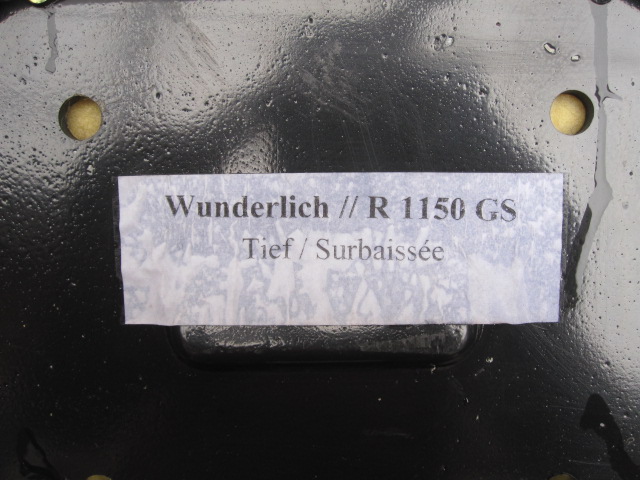 Wunderlich // R 1150 GS
Tief / Surbaissée